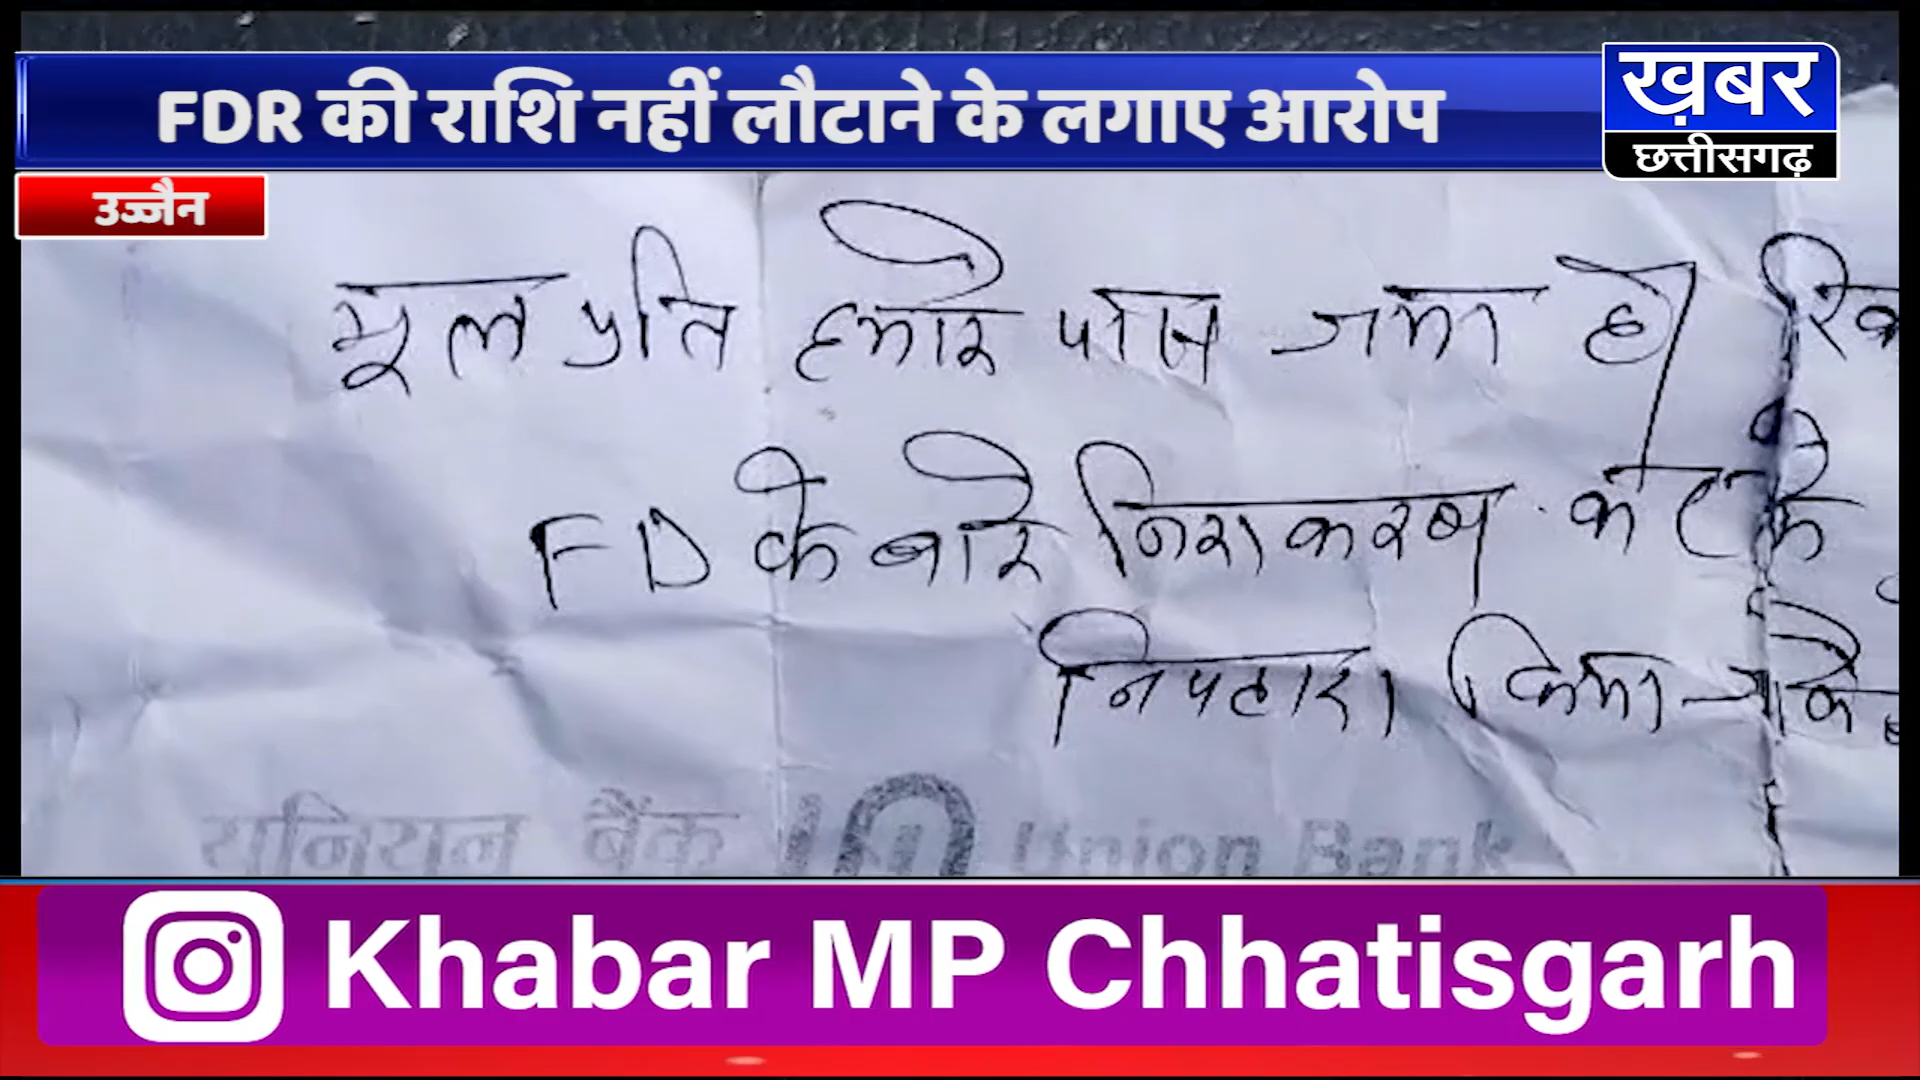 FDR की राशि नहीं लौटाने के लगाए आरोप
ख़बर
छत्तीसगढ़
उज्जैन
मूल प्रति हमारे पास जमा है
FD के बारे निराकरण करके
निपटारा किया जाके
यूनियन बैंक Union Bank
Khabar MP Chhatisgarh